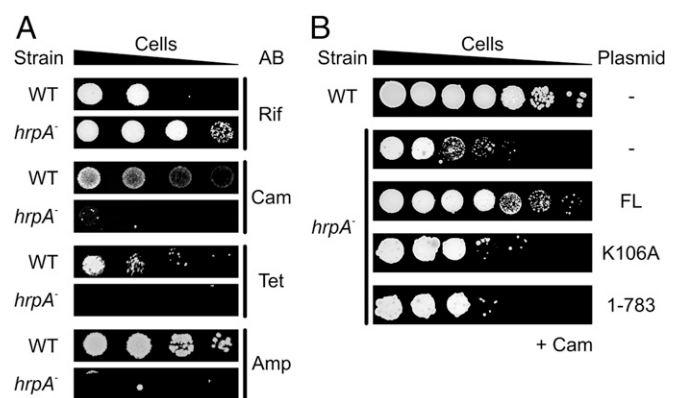 A
Cells
Strain AB
WT
hrpA-
Rif
WT
hrpA-
Cam
WT
hrpA-
Tet
WT
hrpA-
Amp
B
Cells
Strain Plasmid
WT -
-
FL
hrpA-
K106A
1-783
+ Cam